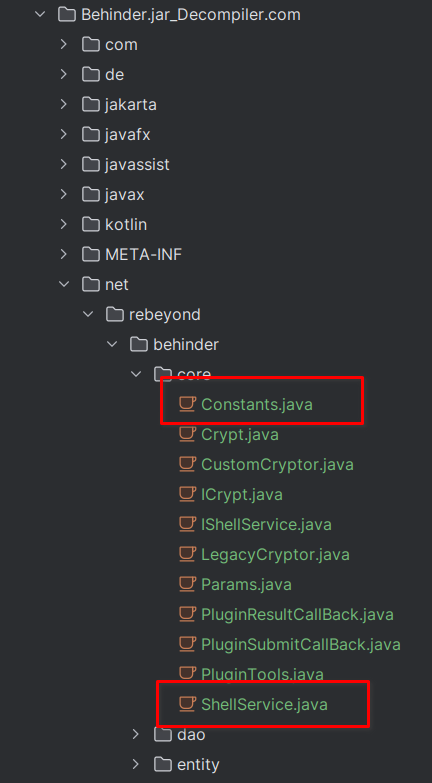 Behinder.jar_Decompiler.com
com
de
jakarta
javafx
javassist
javax
kotlin
META-INF
net
rebeyond
behinder
core
Constants.java
Crypt.java
CustomCryptor.java
ICrypt.java
IShellService.java
LegacyCryptor.java
Params.java
PluginResultCallBack.java
PluginSubmitCallBack.java
PluginTools.java
ShellService.java
dao
entity